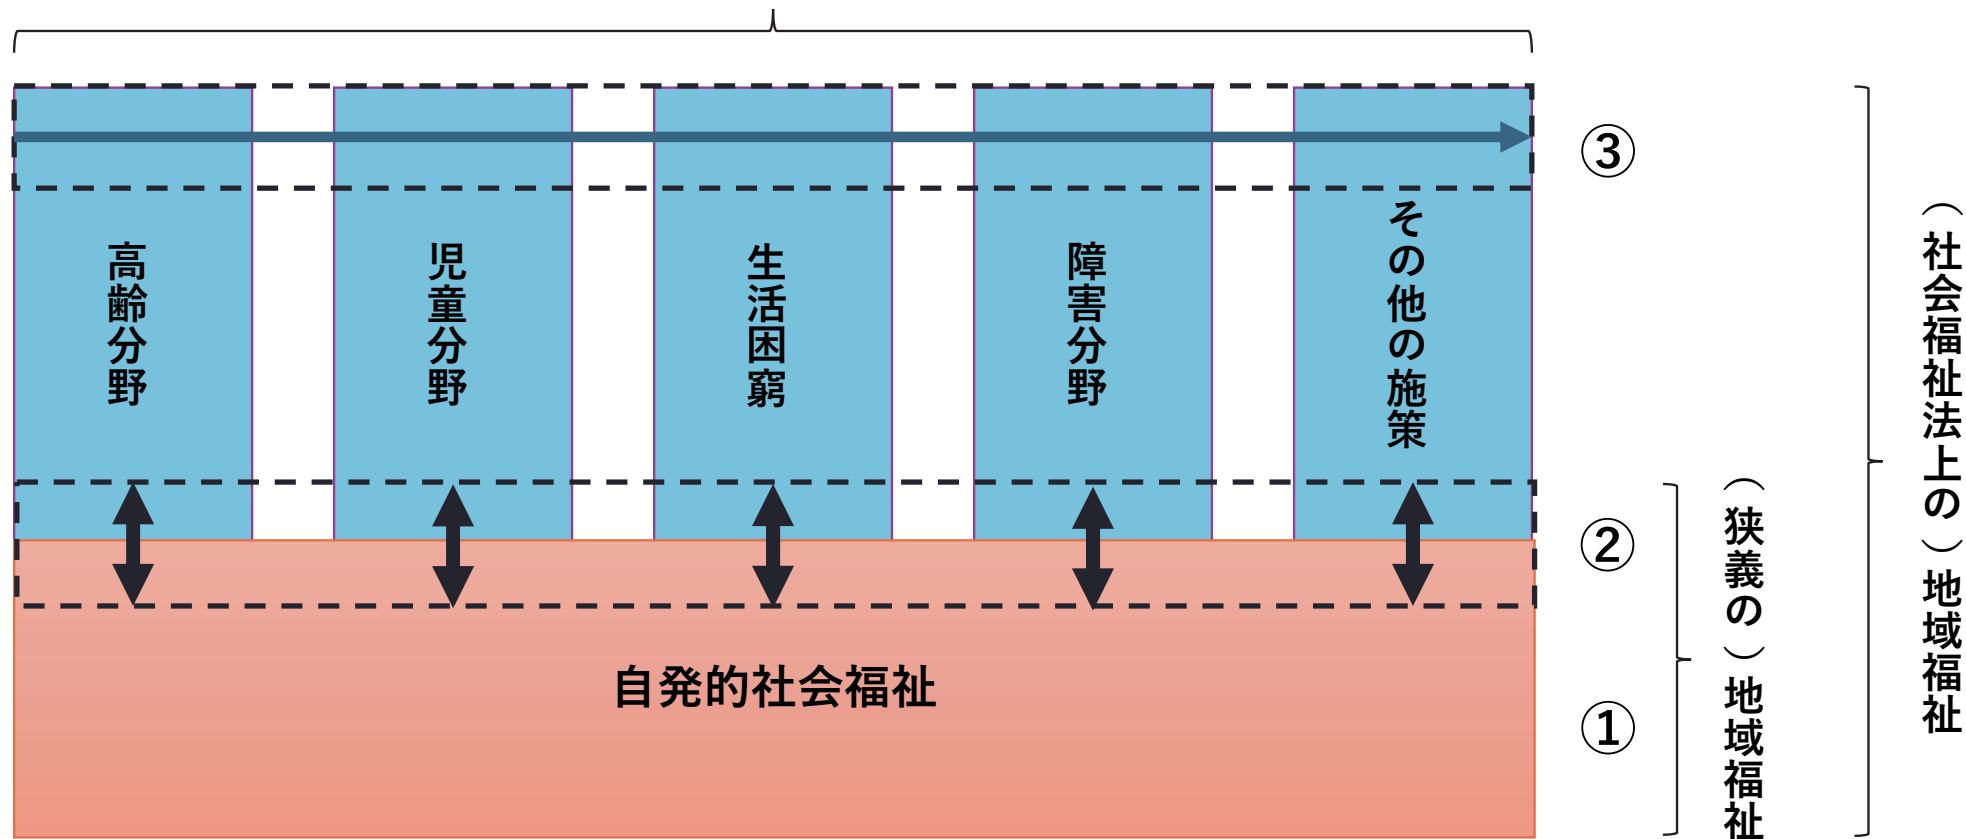 ③
高齢分野
児童分野
生活困窮
障害分野
その他の施策
②
自発的社会福祉
①
（狭義の）地域福祉
（社会福祉法上の）地域福祉